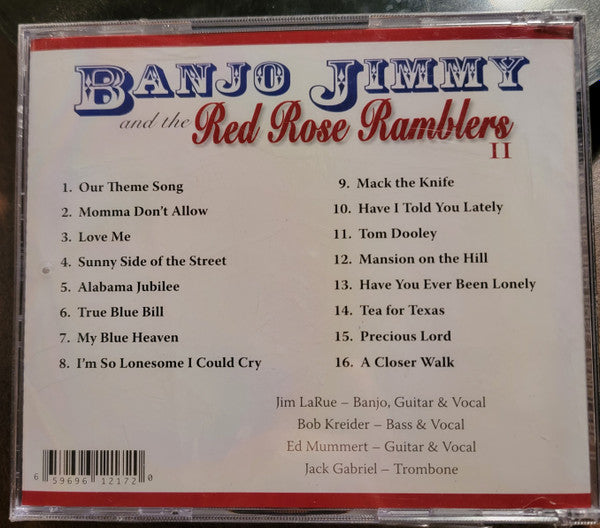 BANJO JIMMY
and the Red Rose Ramblers
II
1. Our Theme Song
2. Momma Don't Allow
3. Love Me
4. Sunny Side of the Street
5. Alabama Jubilee
6. True Blue Bill
7. My Blue Heaven
8. I'm So Lonesome I Could Cry
9. Mack the Knife
10. Have I Told You Lately
11. Tom Dooley
12. Mansion on the Hill
13. Have You Ever Been Lonely
14. Tea for Texas
15. Precious Lord
16. A Closer Walk
Jim LaRue – Banjo, Guitar & Vocal
Bob Kreider – Bass & Vocal
Ed Mummert – Guitar & Vocal
Jack Gabriel – Trombone
6 59696 12172 0